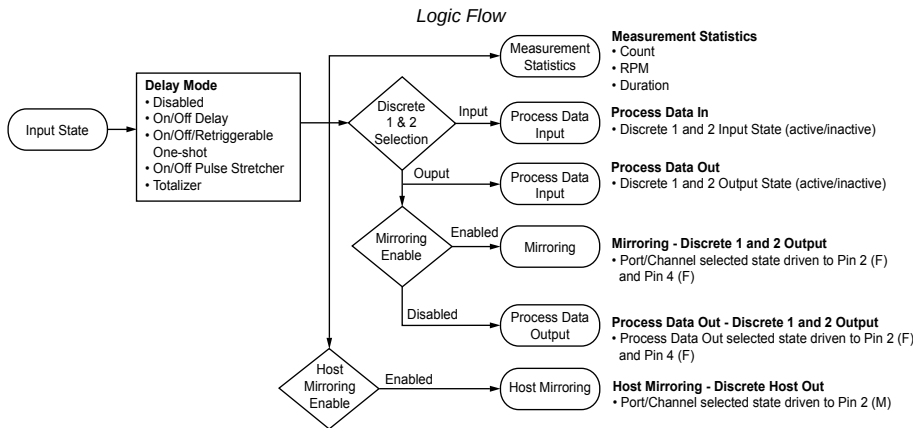 Logic Flow
Measurement
Statistics
Measurement Statistics
• Count
• RPM
• Duration
Input State
Delay Mode
• Disabled
• On/Off Delay
• On/Off/Retriggerable
One-shot
• On/Off Pulse Stretcher
• Totalizer
Discrete
1 & 2
Selection
Input
Process Data
Input
Process Data In
• Discrete 1 and 2 Input State (active/inactive)
Ouput
Process Data
Input
Process Data Out
• Discrete 1 and 2 Output State (active/inactive)
Mirroring
Enable
Enabled
Mirroring
Mirroring - Discrete 1 and 2 Output
• Port/Channel selected state driven to Pin 2 (F)
and Pin 4 (F)
Disabled
Process Data
Output
Process Data Out - Discrete 1 and 2 Output
• Process Data Out selected state driven to Pin 2 (F)
and Pin 4 (F)
Host
Mirroring
Enable
Enabled
Host Mirroring
Host Mirroring - Discrete Host Out
• Port/Channel selected state driven to Pin 2 (M)